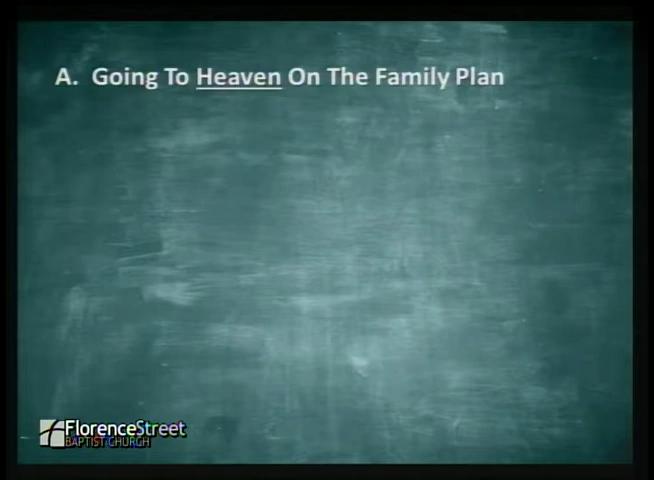 A. Going To Heaven On The Family Plan
FlorenceStreet
BAPTIST CHURCH